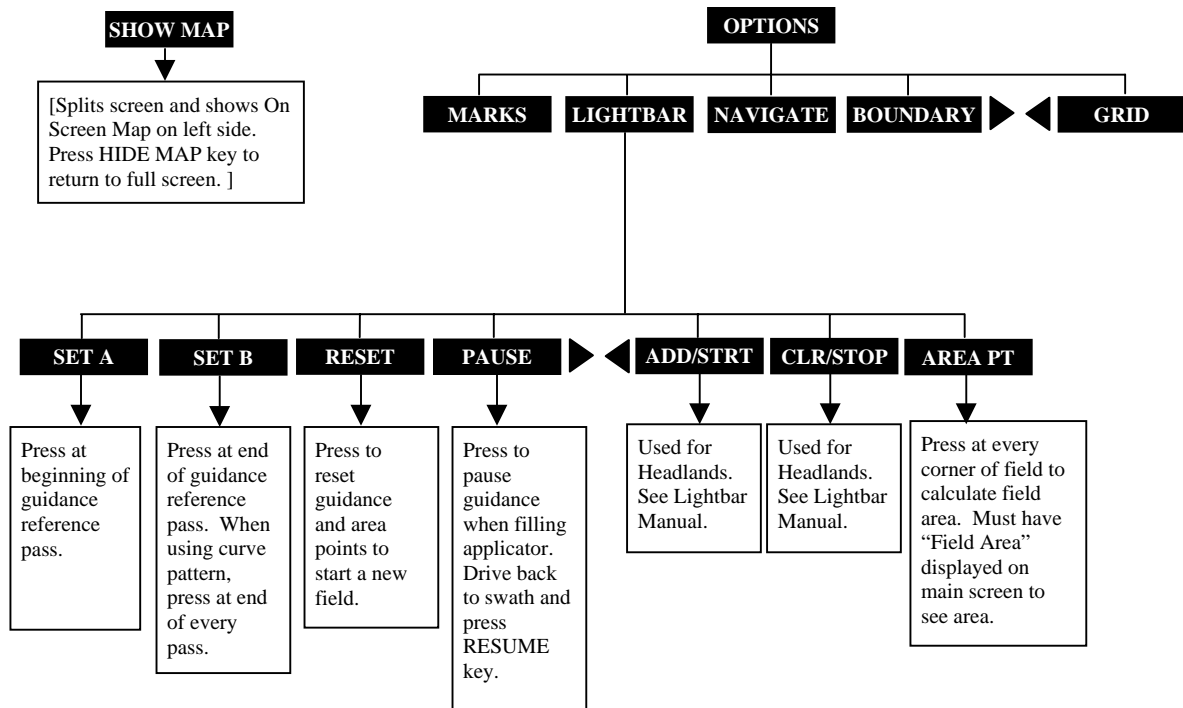 SHOW MAP
[Splits screen and shows On
Screen Map on left side.
Press HIDE MAP key to
return to full screen. ]
OPTIONS
MARKS
LIGHTBAR
NAVIGATE
BOUNDARY
GRID
SET A
SET B
RESET
PAUSE
ADD/STRT
CLR/STOP
AREA PT
Press at
beginning of
guidance
reference
pass.
Press at end
of guidance
reference
pass.  When
using curve
pattern,
press at end
of every
pass.
Press to
reset
guidance
and area
points to
start a new
field.
Press to
pause
guidance
when filling
applicator.
Drive back
to swath and
press
RESUME
key.
Used for
Headlands.
See Lightbar
Manual.
Used for
Headlands.
See Lightbar
Manual.
Press at every
corner of field to
calculate field
area.  Must have
“Field Area”
displayed on
main screen to
see area.